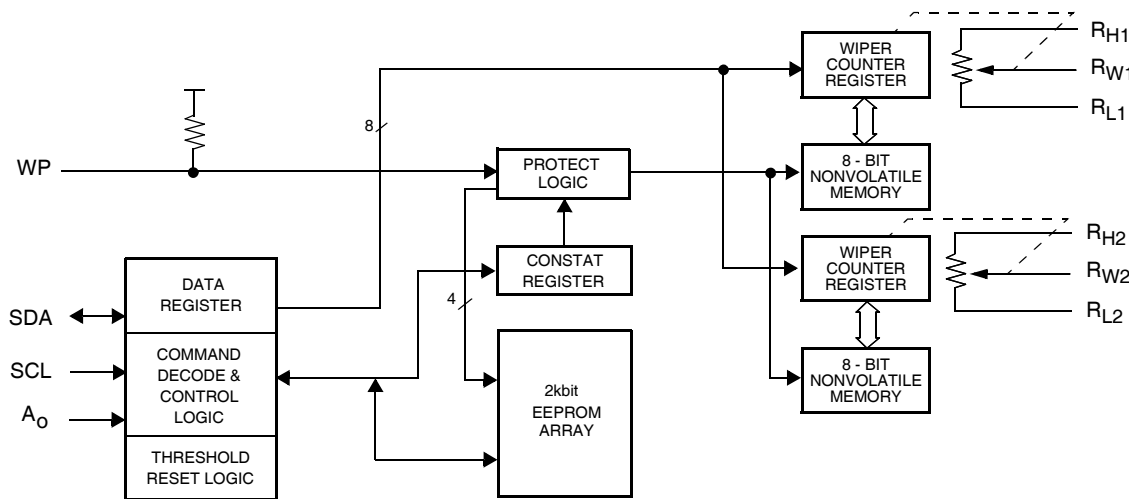 WP
SDA
SCL
Ao
8
4
DATA
REGISTER
COMMAND
DECODE &
CONTROL
LOGIC
THRESHOLD
RESET LOGIC
PROTECT
LOGIC
CONSTAT
REGISTER
2kbit
EEPROM
ARRAY
WIPER
COUNTER
REGISTER
8 - BIT
NONVOLATILE
MEMORY
WIPER
COUNTER
REGISTER
8 - BIT
NONVOLATILE
MEMORY
RH1
RW1
RL1
RH2
RW2
RL2